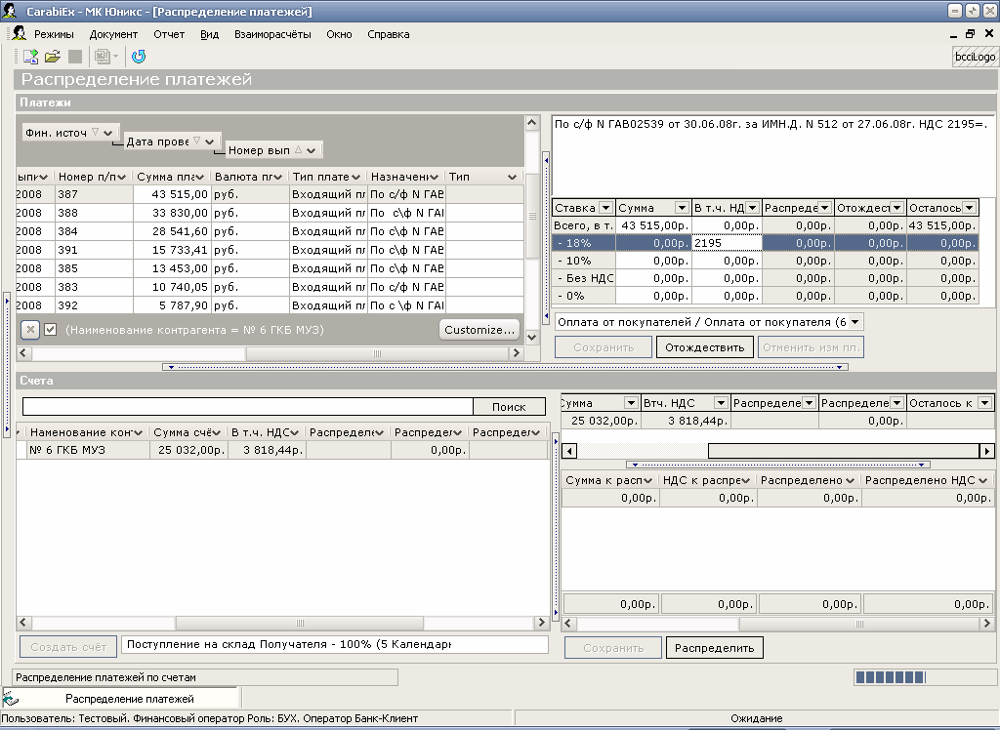 CarabiEx - МК Юникс - [Распределение платежей]
Режимы Документ Отчет Вид Взаиморасчёты Окно Справка
bcciLogo
Распределение платежей
Платежи
Фин. источ
Дата прове
Номер вып
ыпи Номер п/п Сумма пла Валюта пл Тип плате Назначени Тип
2008 387 43 515,00 руб. Входящий пл По с/ф N ГАВ
2008 388 33 830,00 руб. Входящий пл По с\ф N ГАІ
2008 384 28 541,60 руб. Входящий пл По с\ф N ГАВ
2008 391 15 733,41 руб. Входящий пл По с\ф N ГАВ
2008 385 13 453,00 руб. Входящий пл По с\ф N ГАВ
2008 383 10 740,05 руб. Входящий пл По с/ф N ГАВ
2008 392 5 787,90 руб. Входящий пл По с \ф N ГАІ
(Наименование контрагента = № 6 ГКБ МУЗ) Customize...
По с/ф N ГАВ02539 от 30.06.08г. за ИМН.Д. N 512 от 27.06.08г. НДС 2195=.
Ставка Сумма В т.ч. НД Распреде Отождест Осталось
Всего, в т. 43 515,00р. 0,00р. 0,00р. 0,00р. 43 515,00р.
- 18% 0,00р. 2195 0,00р. 0,00р. 0,00р.
- 10% 0,00р. 0,00р. 0,00р. 0,00р. 0,00р.
- Без НДС 0,00р. 0,00р. 0,00р. 0,00р. 0,00р.
- 0% 0,00р. 0,00р. 0,00р. 0,00р. 0,00р.
Оплата от покупателей / Оплата от покупателя (6
Сохранить Отождествить Отменить изм пл.
Счета
Поиск
Наменование конт Сумма счё В т.ч. НДС Распределе Распредел Распредел
№ 6 ГКБ МУЗ 25 032,00р. 3 818,44р. 0,00р.
Создать счёт Поступление на склад Получателя - 100% (5 Календарн
Сумма Втч. НДС Распределе Распределе Осталось к
25 032,00р. 3 818,44р. 0,00р.
Сумма к расп НДС к распре Распределено Распределено НДС
0,00р. 0,00р. 0,00р. 0,00р.
0,00р. 0,00р. 0,00р. 0,00р.
Сохранить Распределить
Распределение платежей по счетам
Распределение платежей
Пользователь: Тестовый. Финансовый оператор Роль: БУХ. Оператор Банк-Клиент Ожидание